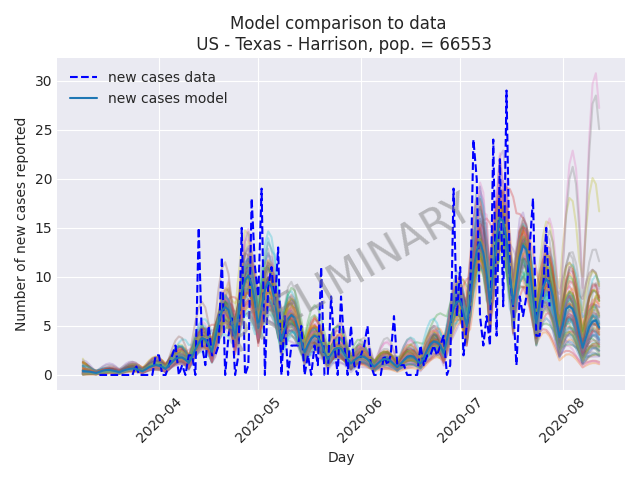 Model comparison to data
US - Texas - Harrison, pop. = 66553
new cases data
new cases model
Number of new cases reported
30
25
20
15
10
5
0
2020-04
2020-05
2020-06
2020-07
2020-08
Day